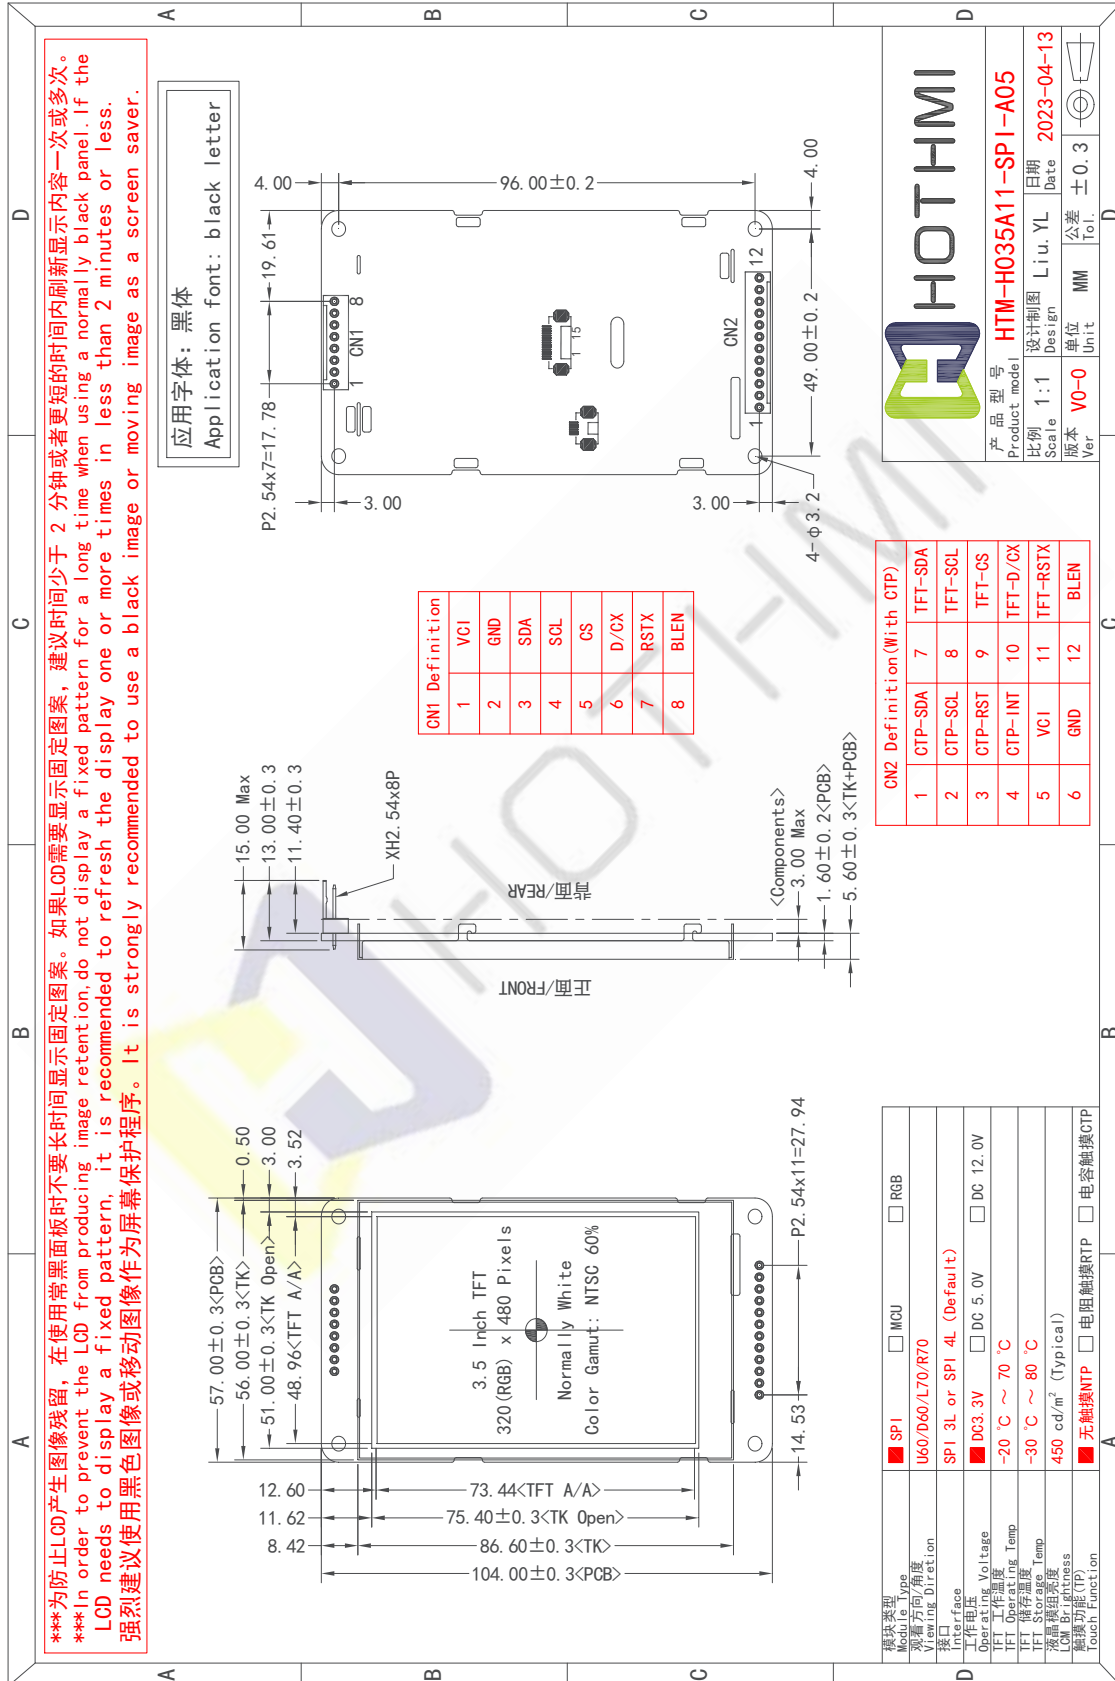 ***为防止LCD产生图像残留，在使用常黑面板时不要长时间显示固定图案。如果LCD需要显示固定图案，建议时间少于 2 分钟或者更短的时间内刷新显示内容一次或多次。
***In order to prevent the LCD from producing image retention,do not display a fixed pattern for a long time when using a normally black panel.If the
LCD needs to display a fixed pattern, it is recommended to refresh the display one or more times in less than 2 minutes or less.
强烈建议使用黑色图像或移动图像作为屏幕保护程序。It is strongly recommended to use a black image or moving image as a screen saver.
应用字体：黑体
Application font: black letter
A
B
C
D
A
B
C
D
A
B
C
D
A
B
C
D
57.00±0.3<PCB>
56.00±0.3<TK>
51.00±0.3<TK Open>
48.96<TFT A/A>
0.50
3.00
3.52
12.60
11.62
8.42
73.44<TFT A/A>
75.40±0.3<TK Open>
86.60±0.3<TK>
104.00±0.3<PCB>
3.5 Inch TFT
320(RGB) x 480 Pixels
Normally White
Color Gamut: NTSC 60%
14.53
P2.54x11=27.94
15.00 Max
13.00±0.3
11.40±0.3
XH2.54x8P
正面/FRONT
背面/REAR
<Components>
3.00 Max
1.60±0.2<PCB>
5.60±0.3<TK+PCB>
P2.54x7=17.78
19.61
4.00
3.00
96.00±0.2
CN1
1
8
1 15
CN2
1
12
3.00
4-φ3.2
49.00±0.2
4.00
CN1 Definition
1 VCI
2 GND
3 SDA
4 SCL
5 CS
6 D/CX
7 RSTX
8 BLEN
CN2 Definition(With CTP)
1 CTP-SDA 7 TFT-SDA
2 CTP-SCL 8 TFT-SCL
3 CTP-RST 9 TFT-CS
4 CTP-INT 10 TFT-D/CX
5 VCI 11 TFT-RSTX
6 GND 12 BLEN
模块类型
Module Type
SPI MCU RGB
观看方向/角度
Viewing Diretion
U60/D60/L70/R70
接口
Interface
SPI 3L or SPI 4L (Default)
工作电压
Operating Voltage
DC3.3V DC 5.0V DC 12.0V
TFT 工作温度
TFT Operating Temp
-20 ℃ ～ 70 ℃
TFT 储存温度
TFT Storage Temp
-30 ℃ ～ 80 ℃
液晶模组亮度
LCM Brightness
450 cd/m² (Typical)
触摸功能(TP)
Touch Function
无触摸NTP 电阻触摸RTP 电容触摸CTP
HOTHMI
产品型号
Product model
HTM-H035A11-SPI-A05
比例
Scale
1:1
设计制图
Design
Liu.YL
日期
Date
2023-04-13
版本
Ver
V0-0
单位
Unit
MM
公差
Tol.
±0.3
HOTHMI